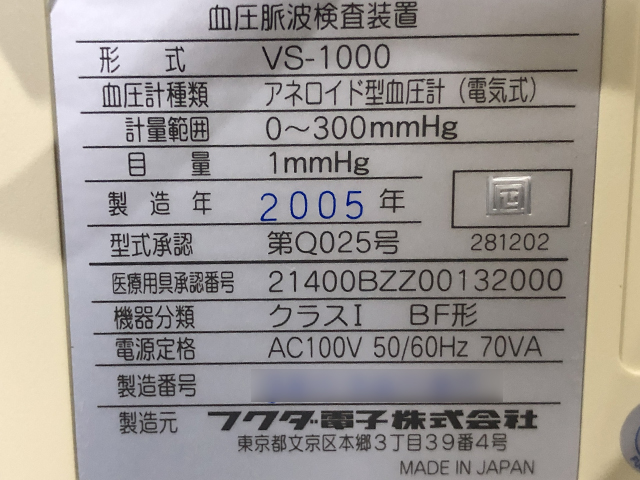 血圧脈波検査装置
形式 VS-1000
血圧計種類 アネロイド型血圧計（電気式）
計量範囲 0～300mmHg
目量 1mmHg
製造年 2005年
型式承認 第Q025号
正
281202
医療用具承認番号 21400BZZ00132000
機器分類 クラスI BF形
電源定格 AC100V 50/60Hz 70VA
製造番号
製造元 フクダ電子株式会社
東京都文京区本郷3丁目39番4号
MADE IN JAPAN